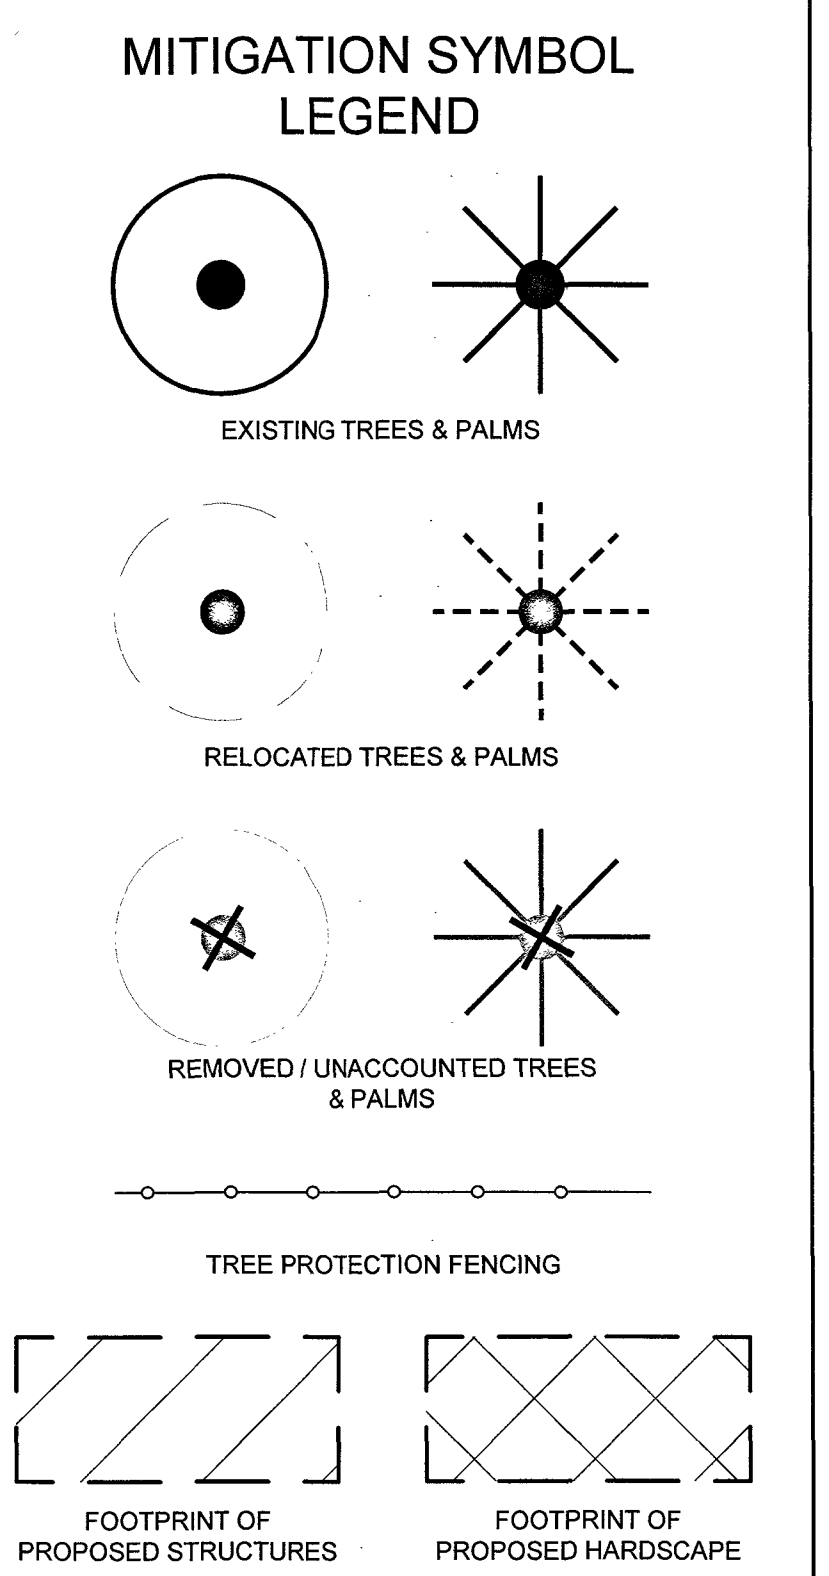 MITIGATION SYMBOL
LEGEND
EXISTING TREES & PALMS
RELOCATED TREES & PALMS
REMOVED / UNACCOUNTED TREES
& PALMS
TREE PROTECTION FENCING
FOOTPRINT OF
PROPOSED STRUCTURES
FOOTPRINT OF
PROPOSED HARDSCAPE